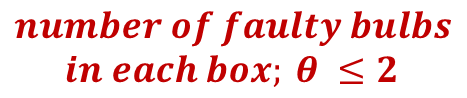 number of faulty bulbs
in each box; θ ≤ 2